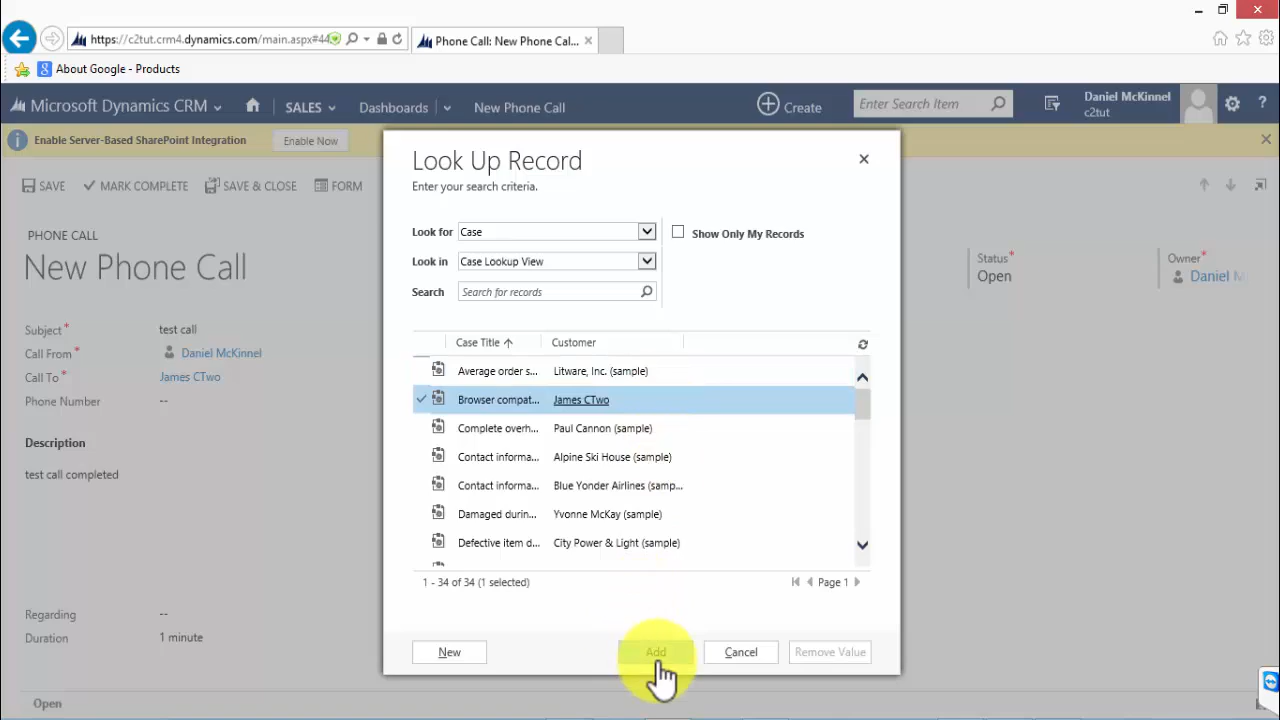 https://c2tut.crm4.dynamics.com/main.aspx#44
Phone Call: New Phone Cal...
About Google - Products
Microsoft Dynamics CRM
SALES
Dashboards
New Phone Call
Create
Enter Search Item
Daniel McKinnel
c2tut
?
Enable Server-Based SharePoint Integration
Enable Now
SAVE
MARK COMPLETE
SAVE & CLOSE
FORM
PHONE CALL
New Phone Call
Status*
Open
Owner*
Daniel M
Subject* test call
Call From* Daniel McKinnel
Call To* James CTwo
Phone Number --
Description
test call completed
Regarding --
Duration 1 minute
Open
Look Up Record
Enter your search criteria.
Look for Case
Show Only My Records
Look in Case Lookup View
Search Search for records
Case Title Customer
Average order s... Litware, Inc. (sample)
Browser compat... James CTwo
Complete overh... Paul Cannon (sample)
Contact informa... Alpine Ski House (sample)
Contact informa... Blue Yonder Airlines (samp...
Damaged durin... Yvonne McKay (sample)
Defective item d... City Power & Light (sample)
1 - 34 of 34 (1 selected)
Page 1
New
Add
Cancel
Remove Value